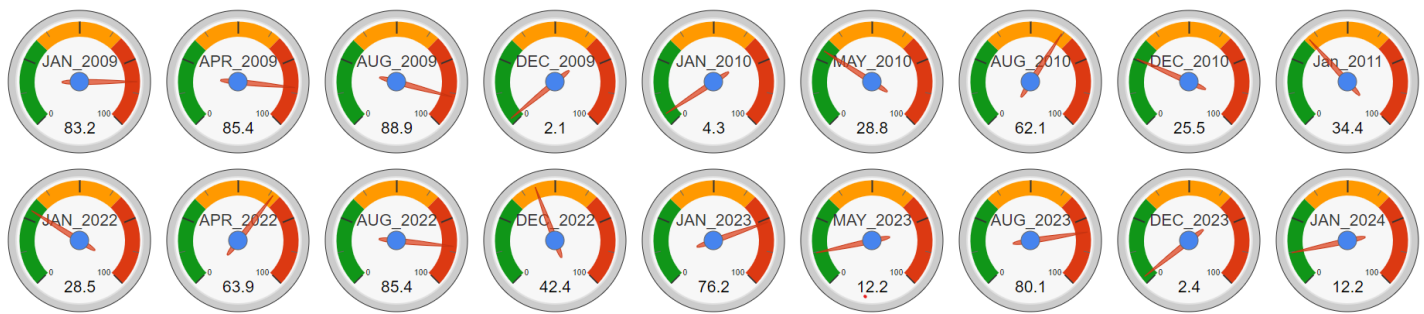 JAN_2009 APR_2009 AUG_2009 DEC_2009 JAN_2010 MAY_2010 AUG_2010 DEC_2010 Jan_2011
0 100 0 100 0 100 0 100 0 100 0 100 0 100 0 100 0 100
83.2 85.4 88.9 2.1 4.3 28.8 62.1 25.5 34.4
JAN_2022 APR_2022 AUG_2022 DEC_2022 JAN_2023 MAY_2023 AUG_2023 DEC_2023 JAN_2024
0 100 0 100 0 100 0 100 0 100 0 100 0 100 0 100 0 100
28.5 63.9 85.4 42.4 76.2 12.2 80.1 2.4 12.2